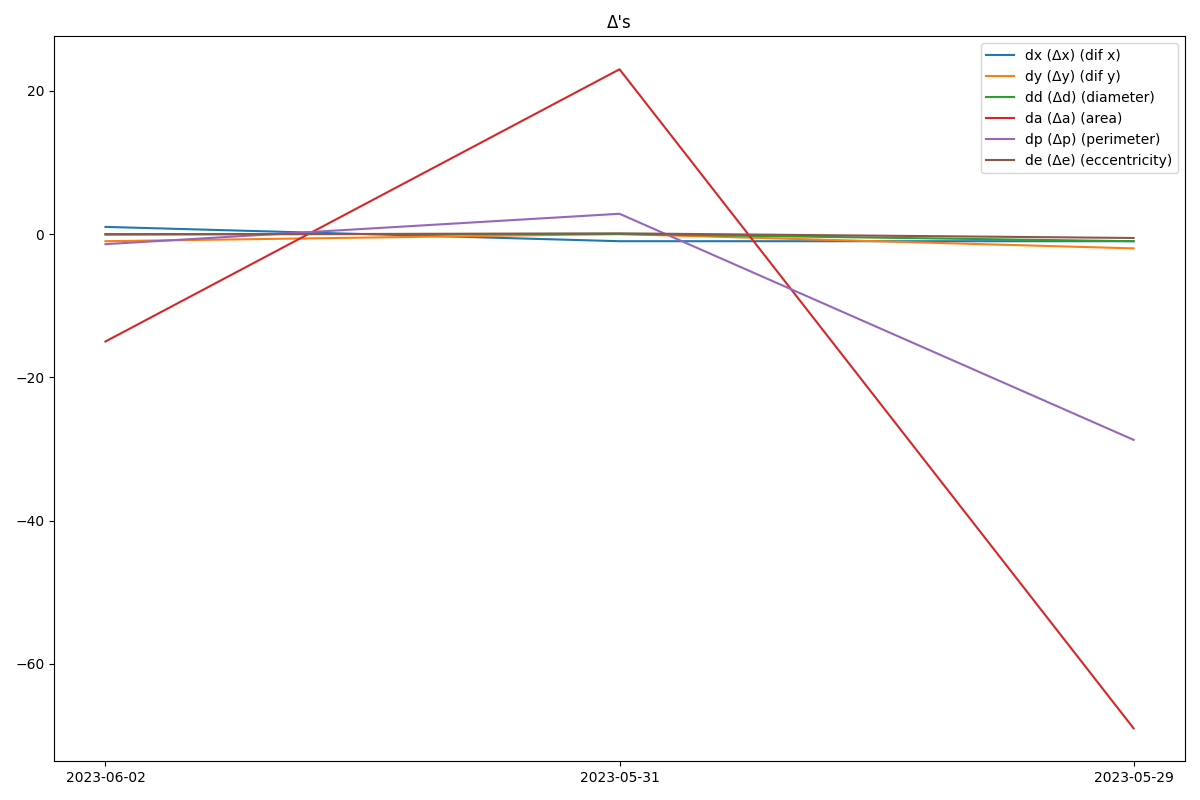 Δ's
dx (Δx) (dif x)
dy (Δy) (dif y)
dd (Δd) (diameter)
da (Δa) (area)
dp (Δp) (perimeter)
de (Δe) (eccentricity)
20
0
−20
−40
−60
2023-06-02 2023-05-31 2023-05-29